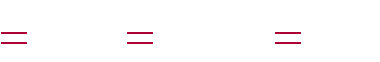 = = =